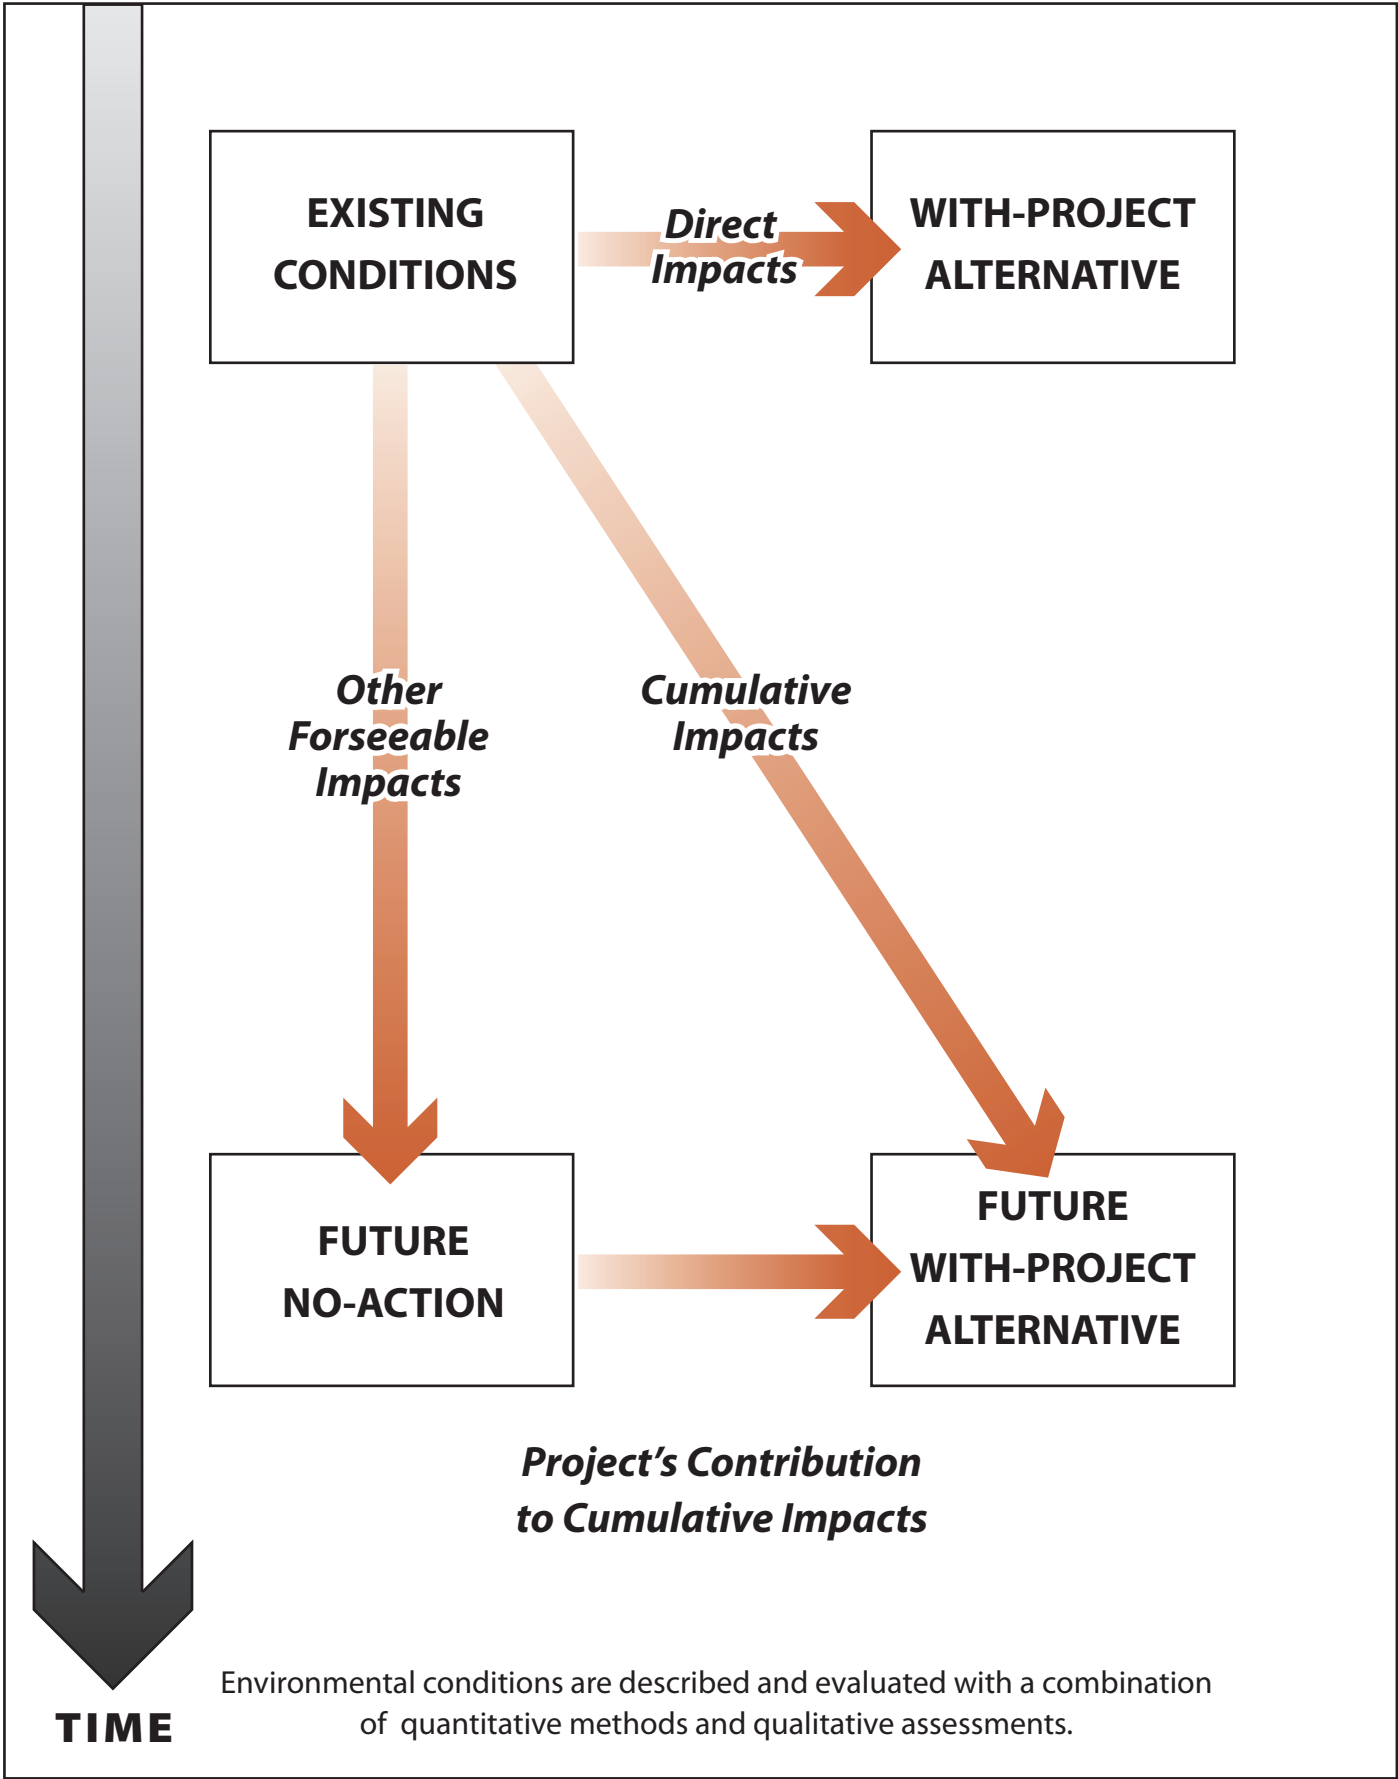 EXISTING
CONDITIONS
Direct
Impacts
WITH-PROJECT
ALTERNATIVE
Other
Forseeable
Impacts
Cumulative
Impacts
FUTURE
NO-ACTION
FUTURE
WITH-PROJECT
ALTERNATIVE
Project’s Contribution
to Cumulative Impacts
TIME
Environmental conditions are described and evaluated with a combination
of quantitative methods and qualitative assessments.